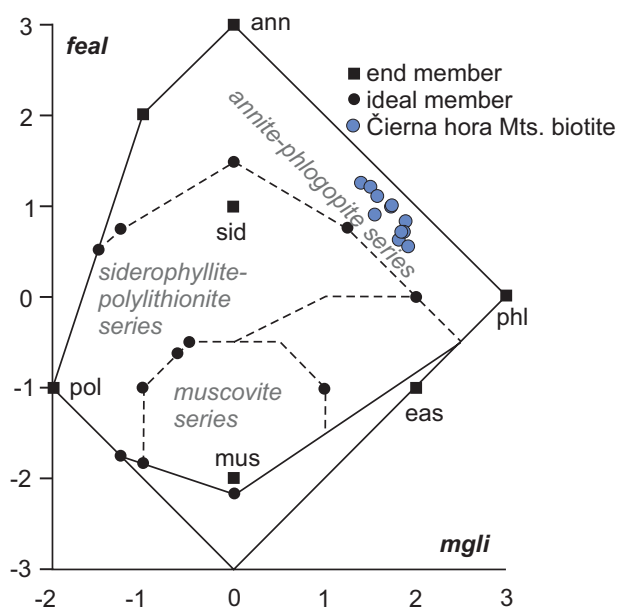 3
feal
ann
end member
ideal member
Čierna hora Mts. biotite
2
annite-phlogopite series
1
sid
siderophyllite-
polylithionite
series
0
phl
-1
pol
muscovite
series
eas
mus
-2
mgli
-3
-2
-1
0
1
2
3